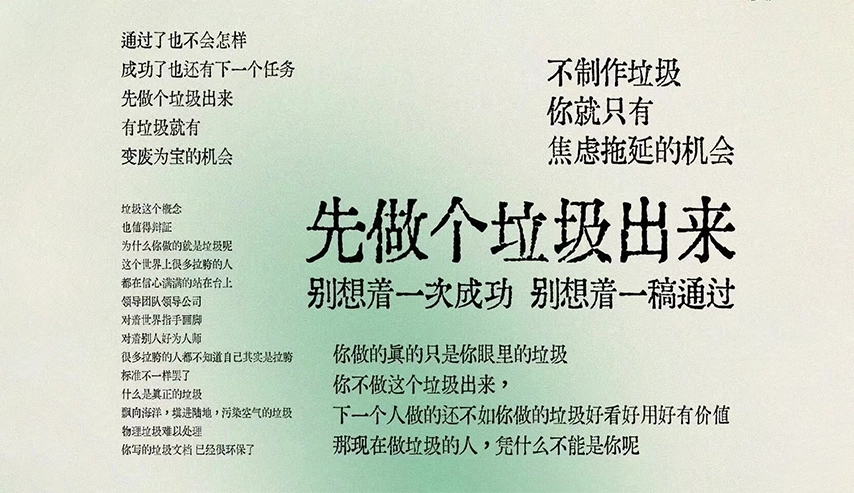 通过了也不会怎样
成功了也还有下一个任务
先做个垃圾出来
有垃圾就有
变废为宝的机会
不制作垃圾
你就只有
焦虑拖延的机会
先做个垃圾出来
别想着一次成功 别想着一稿通过
垃圾这个概念
也值得辩证
为什么你做的就是垃圾呢
这个世界上很多拉胯的人
都在信心满满的站在台上
领导团队领导公司
对着世界指手画脚
对着别人好为人师
很多拉胯的人都不知道自己其实是拉胯
标准不一样罢了
什么是真正的垃圾
飘向海洋，横进陆地，污染空气的垃圾
物理垃圾难以处理
你写的垃圾文档 已经很环保了
你做的真的只是你眼里的垃圾
你不做这个垃圾出来，
下一个人做的还不如你做的垃圾好看好用好有价值
那现在做垃圾的人，凭什么不能是你呢